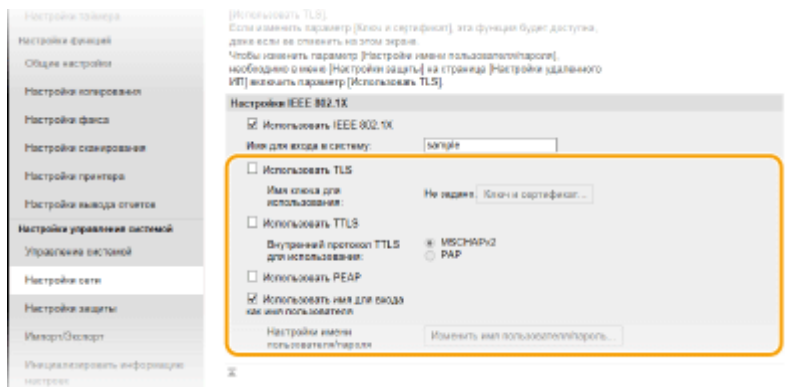 Настройки таймера
Настройки функций
Общие настройки
Настройки копирования
Настройки факса
Настройки сканирования
Настройки принтера
Настройки вывода отчетов
Настройки управления системой
Управление системой
Настройки сети
Настройки защиты
Импорт/Экспорт
Инициализировать информацию
настроек
[Использовать TLS].
Если изменить параметр [Ключ и сертификат], эта функция будет доступна,
даже если ее отменить на этом экране.
Чтобы изменить параметр [Настройки имени пользователя/пароля],
необходимо в меню [Настройки защиты] на странице [Настройки удаленного
ИП] включить параметр [Использовать TLS].
Настройки IEEE 802.1X
Использовать IEEE 802.1X
Имя для входа в систему: sample
Использовать TLS
Имя ключа для
использования: Не задано Ключ и сертификат...
Использовать TTLS
Внутренний протокол TTLS
для использования: MSCHAPv2
PAP
Использовать PEAP
Использовать имя для входа
как имя пользователя
Настройки имени
пользователя/пароля Изменить имя пользователя/пароль...